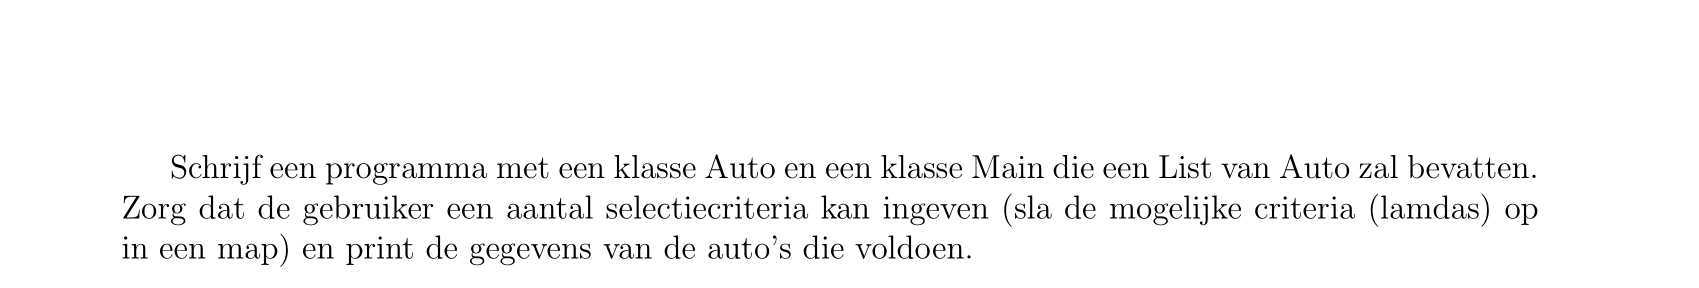 Schrijf een programma met een klasse Auto en een klasse Main die een List van Auto zal bevatten.
Zorg dat de gebruiker een aantal selectiecriteria kan ingeven (sla de mogelijke criteria (lamdas) op
in een map) en print de gegevens van de auto's die voldoen.